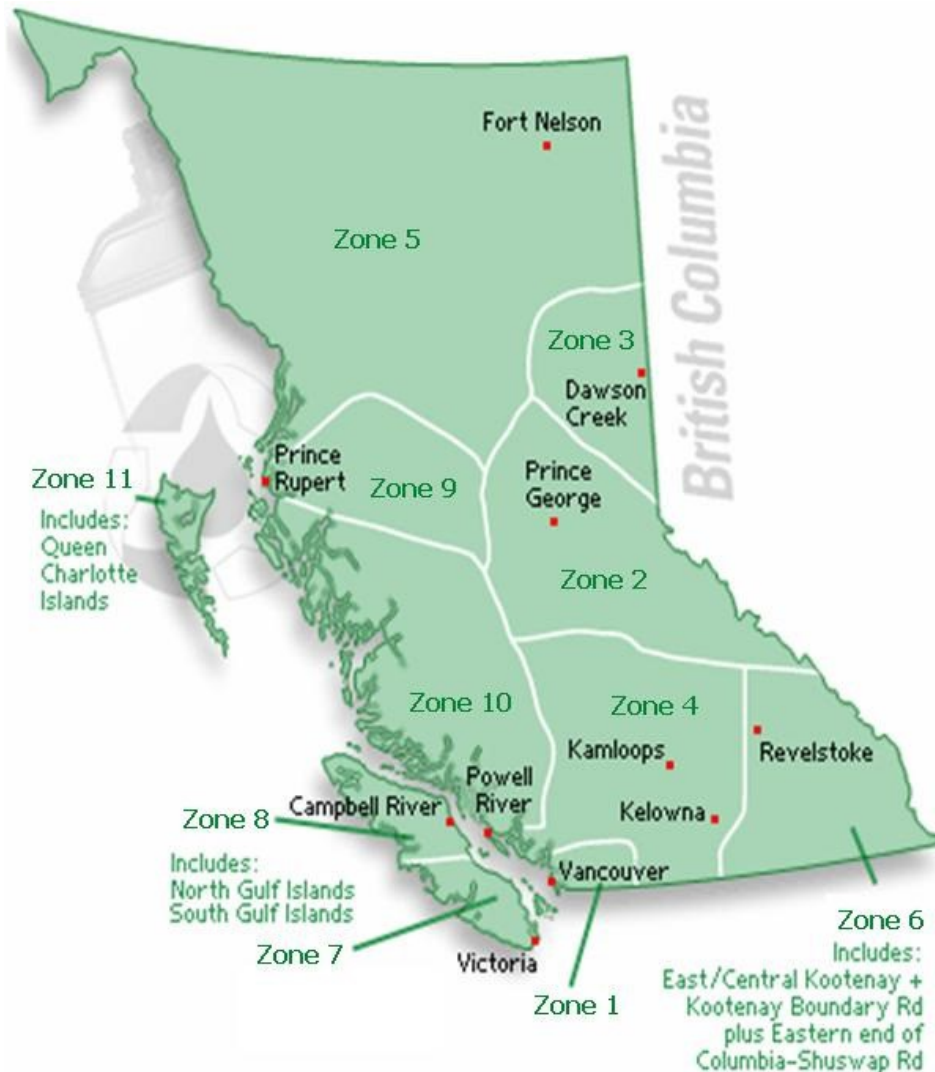 Fort Nelson
British Columbia
Zone 5
Zone 3
Dawson
Creek
Prince
Rupert
Zone 9
Prince
George
Zone 11
Includes:
Queen
Charlotte
Islands
Zone 2
Zone 10
Zone 4
Kamloops
Revelstoke
Powell
River
Campbell River
Kelowna
Zone 8
Includes:
North Gulf Islands
South Gulf Islands
Vancouver
Zone 7
Victoria
Zone 1
Zone 6
Includes:
East/Central Kootenay +
Kootenay Boundary Rd
plus Eastern end of
Columbia-Shuswap Rd